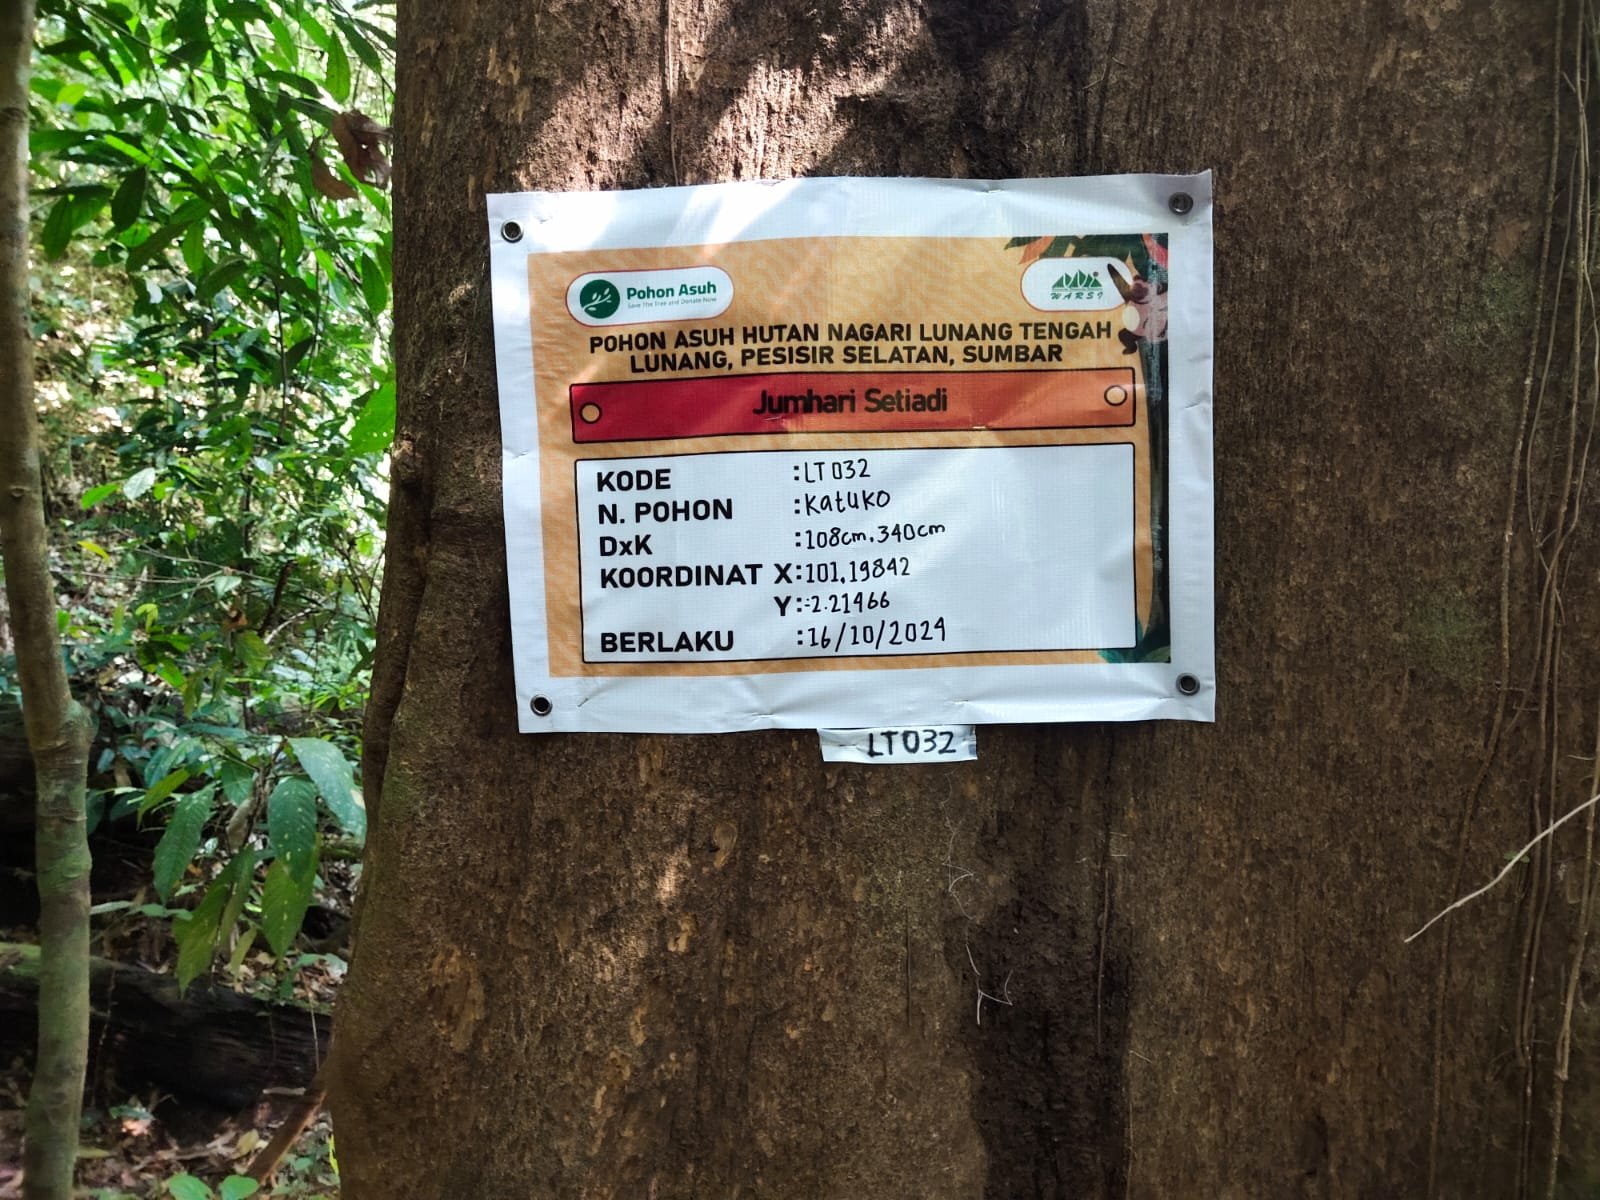 Pohon Asuh
Save The Tree and Donate Now
WARSI
POHON ASUH HUTAN NAGARI LUNANG TENGAH
LUNANG, PESISIR SELATAN, SUMBAR
Jumhari Setiadi
KODE : LT032
N. POHON : Katuko
DxK : 108cm, 340cm
KOORDINAT X: 101,19842
Y: -2.21466
BERLAKU : 16/10/2024
LT032